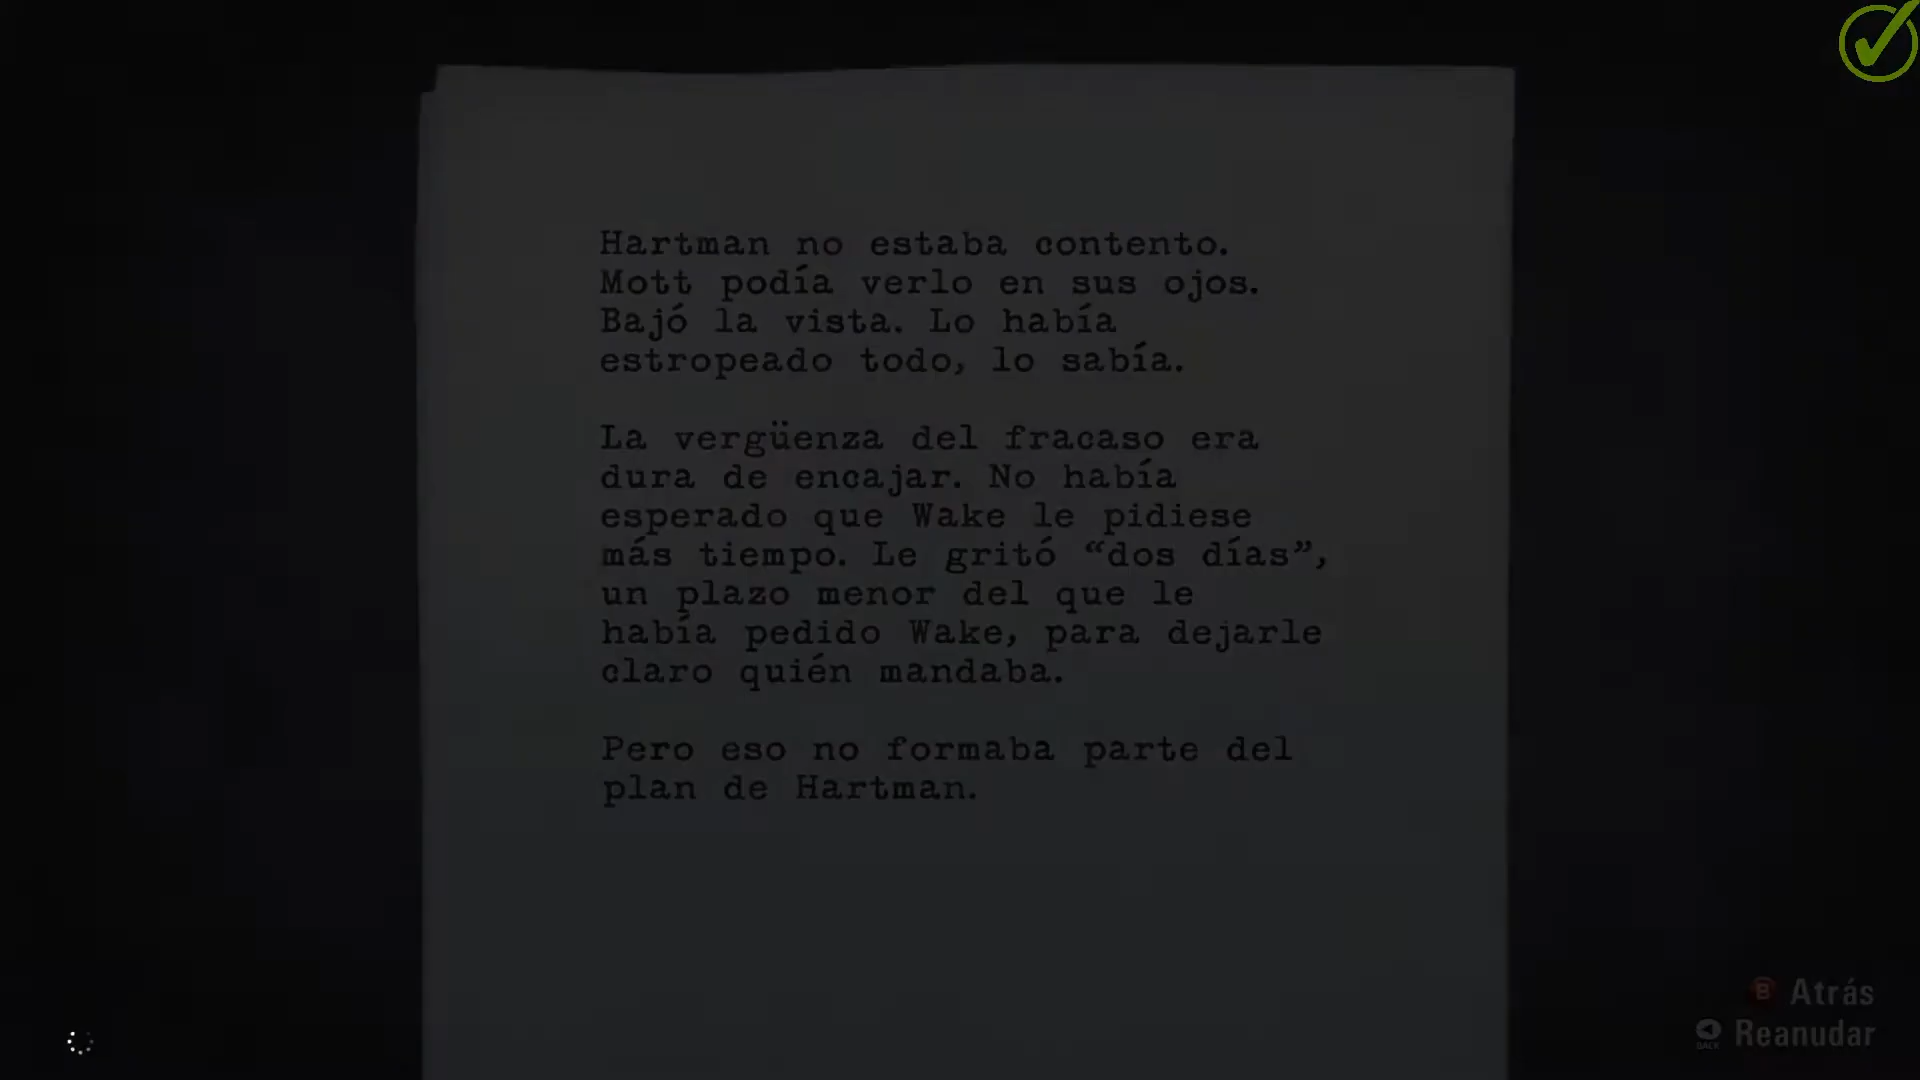 Hartman no estaba contento.
Mott podía verlo en sus ojos.
Bajó la vista. Lo había
estropeado todo, lo sabía.
La vergüenza del fracaso era
dura de encajar. No había
esperado que Wake le pidiese
más tiempo. Le gritó “dos días”,
un plazo menor del que le
había pedido Wake, para dejarle
claro quién mandaba.
Pero eso no formaba parte del
plan de Hartman.
B Atrás
BACK Reanudar